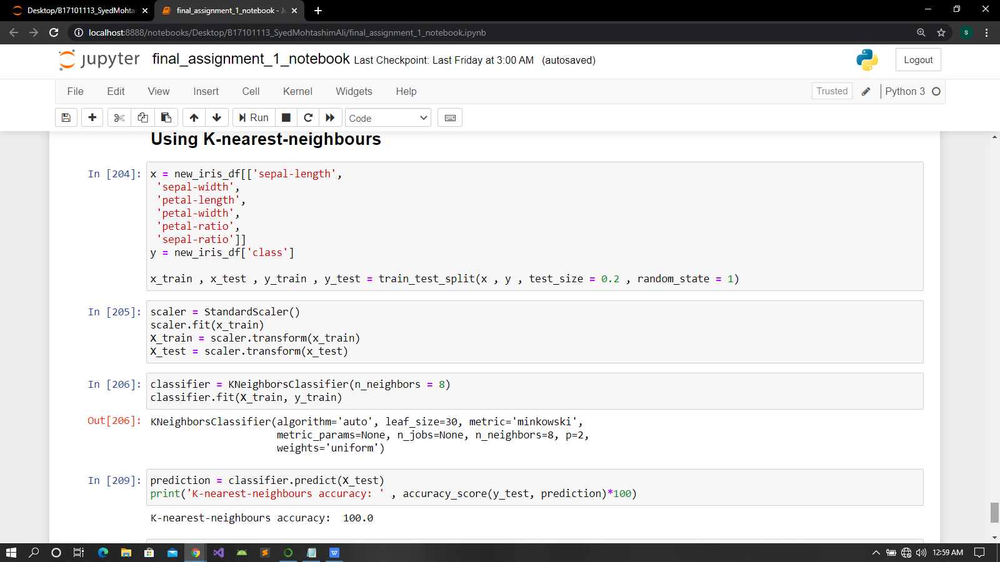 Desktop/B17101113_SyedMohta
final_assignment_1_notebook - Ju
localhost:8888/notebooks/Desktop/B17101113_SyedMohtashimAli/final_assignment_1_notebook.ipynb
s
jupyter final_assignment_1_notebook Last Checkpoint: Last Friday at 3:00 AM (autosaved)
Logout
File Edit View Insert Cell Kernel Widgets Help
Trusted
Python 3
Run
Code
Using K-nearest-neighbours
In [204]: x = new_iris_df[['sepal-length',
'sepal-width',
'petal-length',
'petal-width',
'petal-ratio',
'sepal-ratio']]
y = new_iris_df['class']
x_train , x_test , y_train , y_test = train_test_split(x , y , test_size = 0.2 , random_state = 1)
In [205]: scaler = StandardScaler()
scaler.fit(x_train)
X_train = scaler.transform(x_train)
X_test = scaler.transform(x_test)
In [206]: classifier = KNeighborsClassifier(n_neighbors = 8)
classifier.fit(X_train, y_train)
Out[206]: KNeighborsClassifier(algorithm='auto', leaf_size=30, metric='minkowski',
metric_params=None, n_jobs=None, n_neighbors=8, p=2,
weights='uniform')
In [209]: prediction = classifier.predict(X_test)
print('K-nearest-neighbours accuracy: ' , accuracy_score(y_test, prediction)*100)
K-nearest-neighbours accuracy:  100.0
12:59 AM